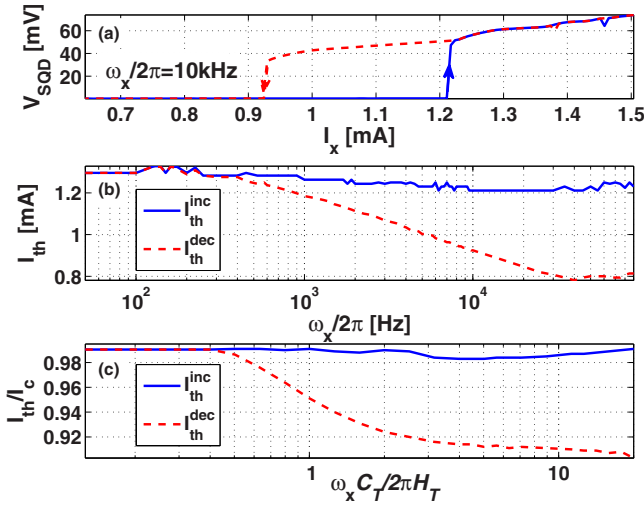 (a)
V_SQD [mV]
60
40
20
ω_x/2π=10kHz
0.7 0.8 0.9 1 1.1 1.2 1.3 1.4 1.5
I_x [mA]
(b)
I_th [mA]
1.2
1
0.8
I_th^inc
I_th^dec
10^2 10^3 10^4
ω_x/2π [Hz]
(c)
I_th/I_c
0.98
0.96
0.94
0.92
I_th^inc
I_th^dec
1 10
ω_x C_T/2πH_T